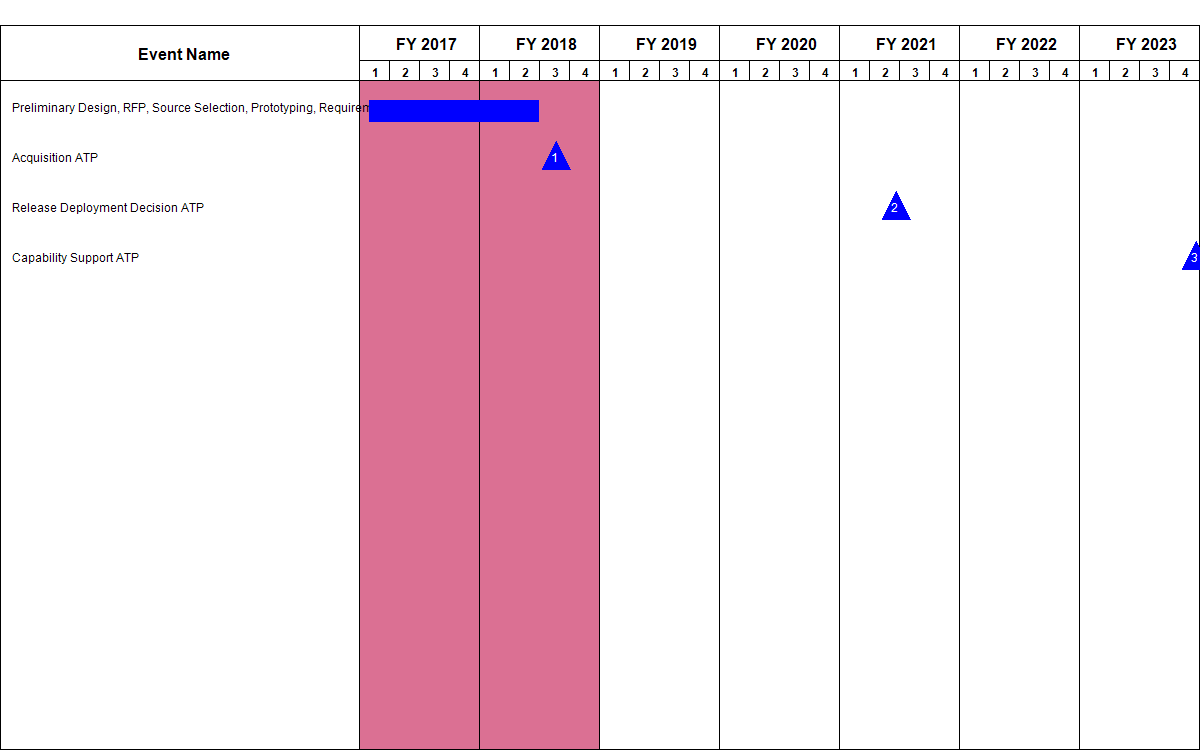 Event Name FY 2017 FY 2018 FY 2019 FY 2020 FY 2021 FY 2022 FY 2023
1 2 3 4 1 2 3 4 1 2 3 4 1 2 3 4 1 2 3 4 1 2 3 4 1 2 3 4
Preliminary Design, RFP, Source Selection, Prototyping, Requirem
Acquisition ATP 1
Release Deployment Decision ATP 2
Capability Support ATP 3